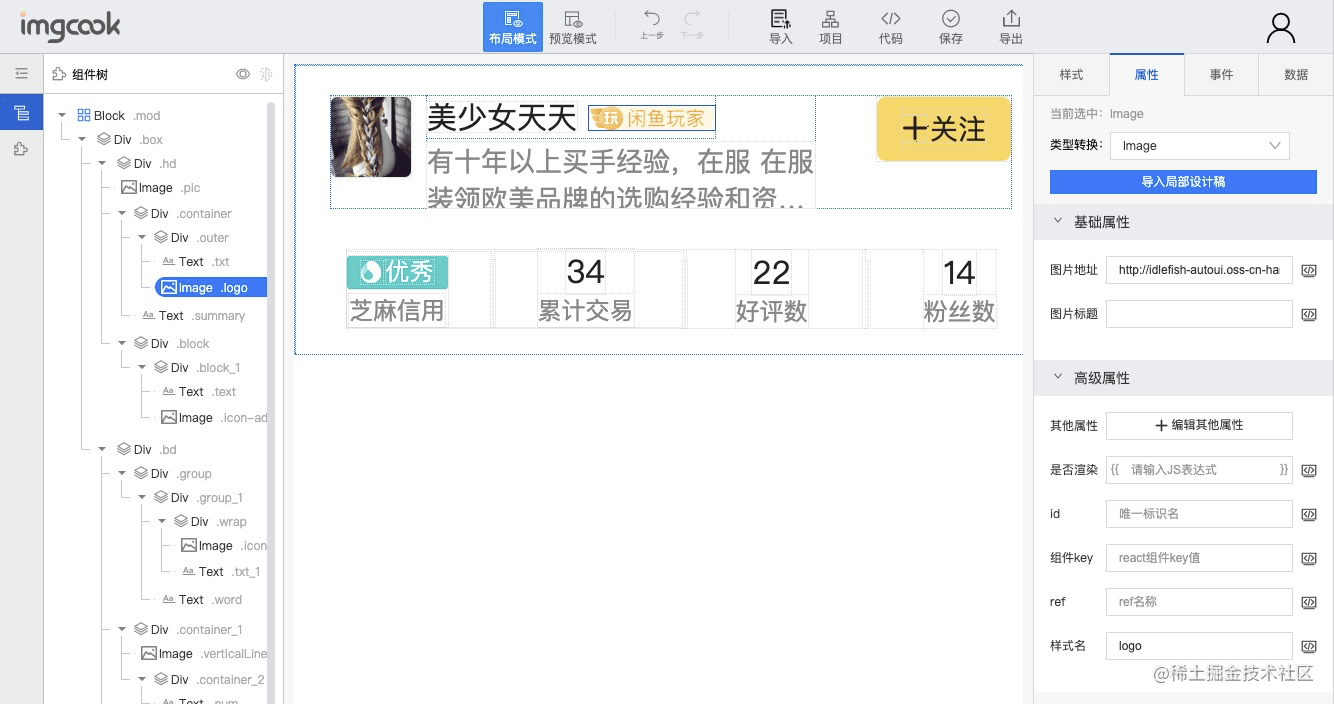 imgcook
布局模式
预览模式
上一步
下一步
导入
项目
代码
保存
导出
组件树
Block .mod
Div .box
Div .hd
Image .pic
Div .container
Div .outer
Text .txt
Image .logo
Text .summary
Div .block
Div .block_1
Text .text
Image .icon-ad
Div .bd
Div .group
Div .group_1
Div .wrap
Image .icon
Text .txt_1
Text .word
Div .container_1
Image .verticalLine
Div .container_2
Text .num
美少女天天
玩 闲鱼玩家
有十年以上买手经验，在服 在服
装领欧美品牌的选购经验和资...
+关注
优秀
芝麻信用
34
累计交易
22
好评数
14
粉丝数
样式
属性
事件
数据
当前选中: Image
类型转换: Image
导入局部设计稿
基础属性
图片地址 http://idlefish-autoui.oss-cn-ha
图片标题
高级属性
其他属性 + 编辑其他属性
是否渲染 {{ 请输入JS表达式 }}
id 唯一标识名
组件key react组件key值
ref ref名称
样式名 logo
@稀土掘金技术社区